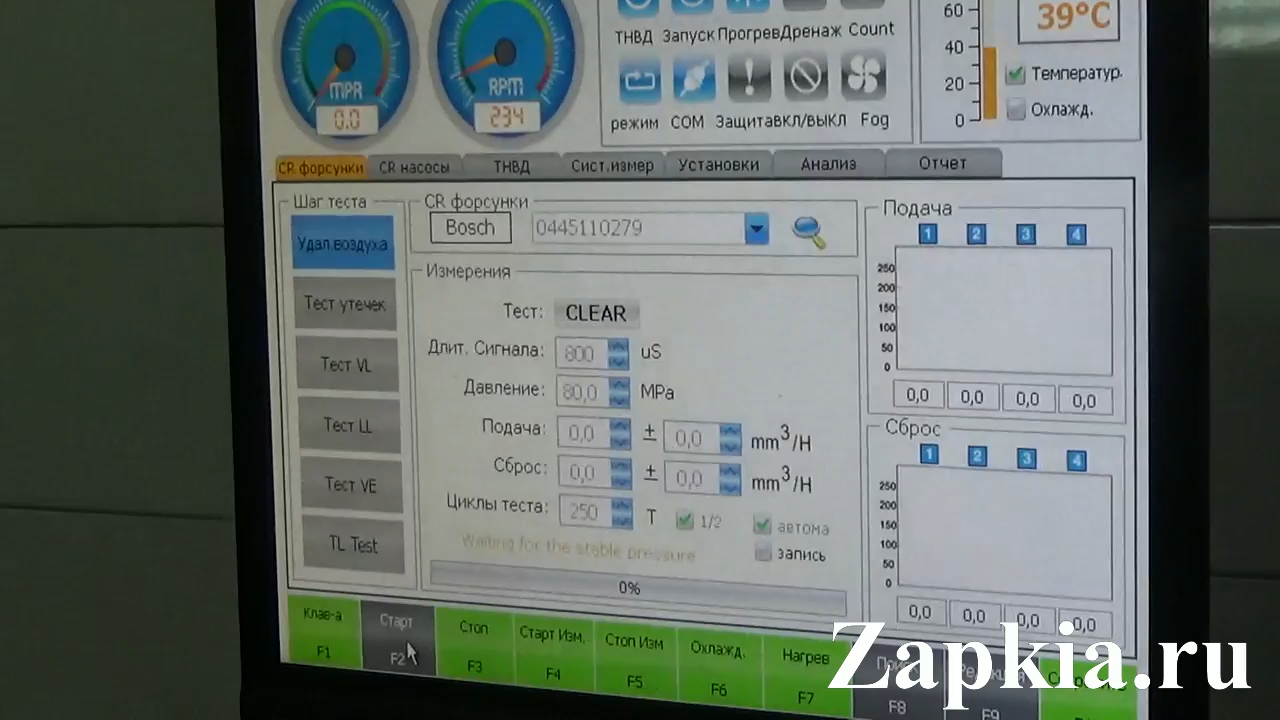 MPR
0.0
RPM
234
ТНВД Запуск Прогрев Дренаж Count
режим COM Защита вкл/выкл Fog
60
40
20
0
39°C
Температур.
Охлажд.
CR форсунки CR насосы ТНВД Сист.измер Установки Анализ Отчет
Шаг теста
Удал.воздуха
Тест утечек
Тест VL
Тест LL
Тест VE
TL Test
CR форсунки
Bosch 0445110279
Измерения
Тест: CLEAR
Длит. Сигнала: 800 uS
Давление: 80,0 MPa
Подача: 0,0 ± 0,0 mm³/H
Сброс: 0,0 ± 0,0 mm³/H
Циклы теста: 250 T 1/2 автома
запись
Waiting for the stable pressure
0%
Подача
1 2 3 4
250
200
150
100
50
0
0,0 0,0 0,0 0,0
Сброс
1 2 3 4
250
200
150
100
50
0
0,0 0,0 0,0 0,0
Клав-а Старт Стоп Старт Изм. Стоп Изм Охлажд. Нагрев
F1 F2 F3 F4 F5 F6 F7 F8 F9
Zapkia.ru